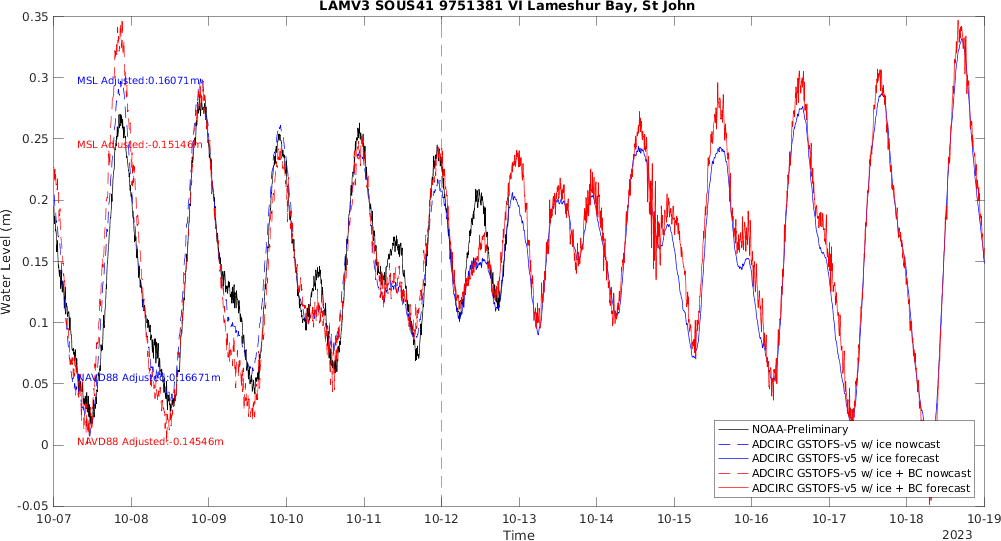 LAMV3 SOUS41 9751381 VI Lameshur Bay, St John
0.35
0.3
0.25
0.2
0.15
0.1
0.05
0
-0.05
Water Level (m)
MSL Adjusted:0.16071m
MSL Adjusted:-0.15146m
NAVD88 Adjusted:0.16671m
NAVD88 Adjusted:-0.14546m
NOAA-Preliminary
ADCIRC GSTOFS-v5 w/ ice nowcast
ADCIRC GSTOFS-v5 w/ ice forecast
ADCIRC GSTOFS-v5 w/ ice + BC nowcast
ADCIRC GSTOFS-v5 w/ ice + BC forecast
10-07 10-08 10-09 10-10 10-11 10-12 10-13 10-14 10-15 10-16 10-17 10-18 10-19
Time
2023